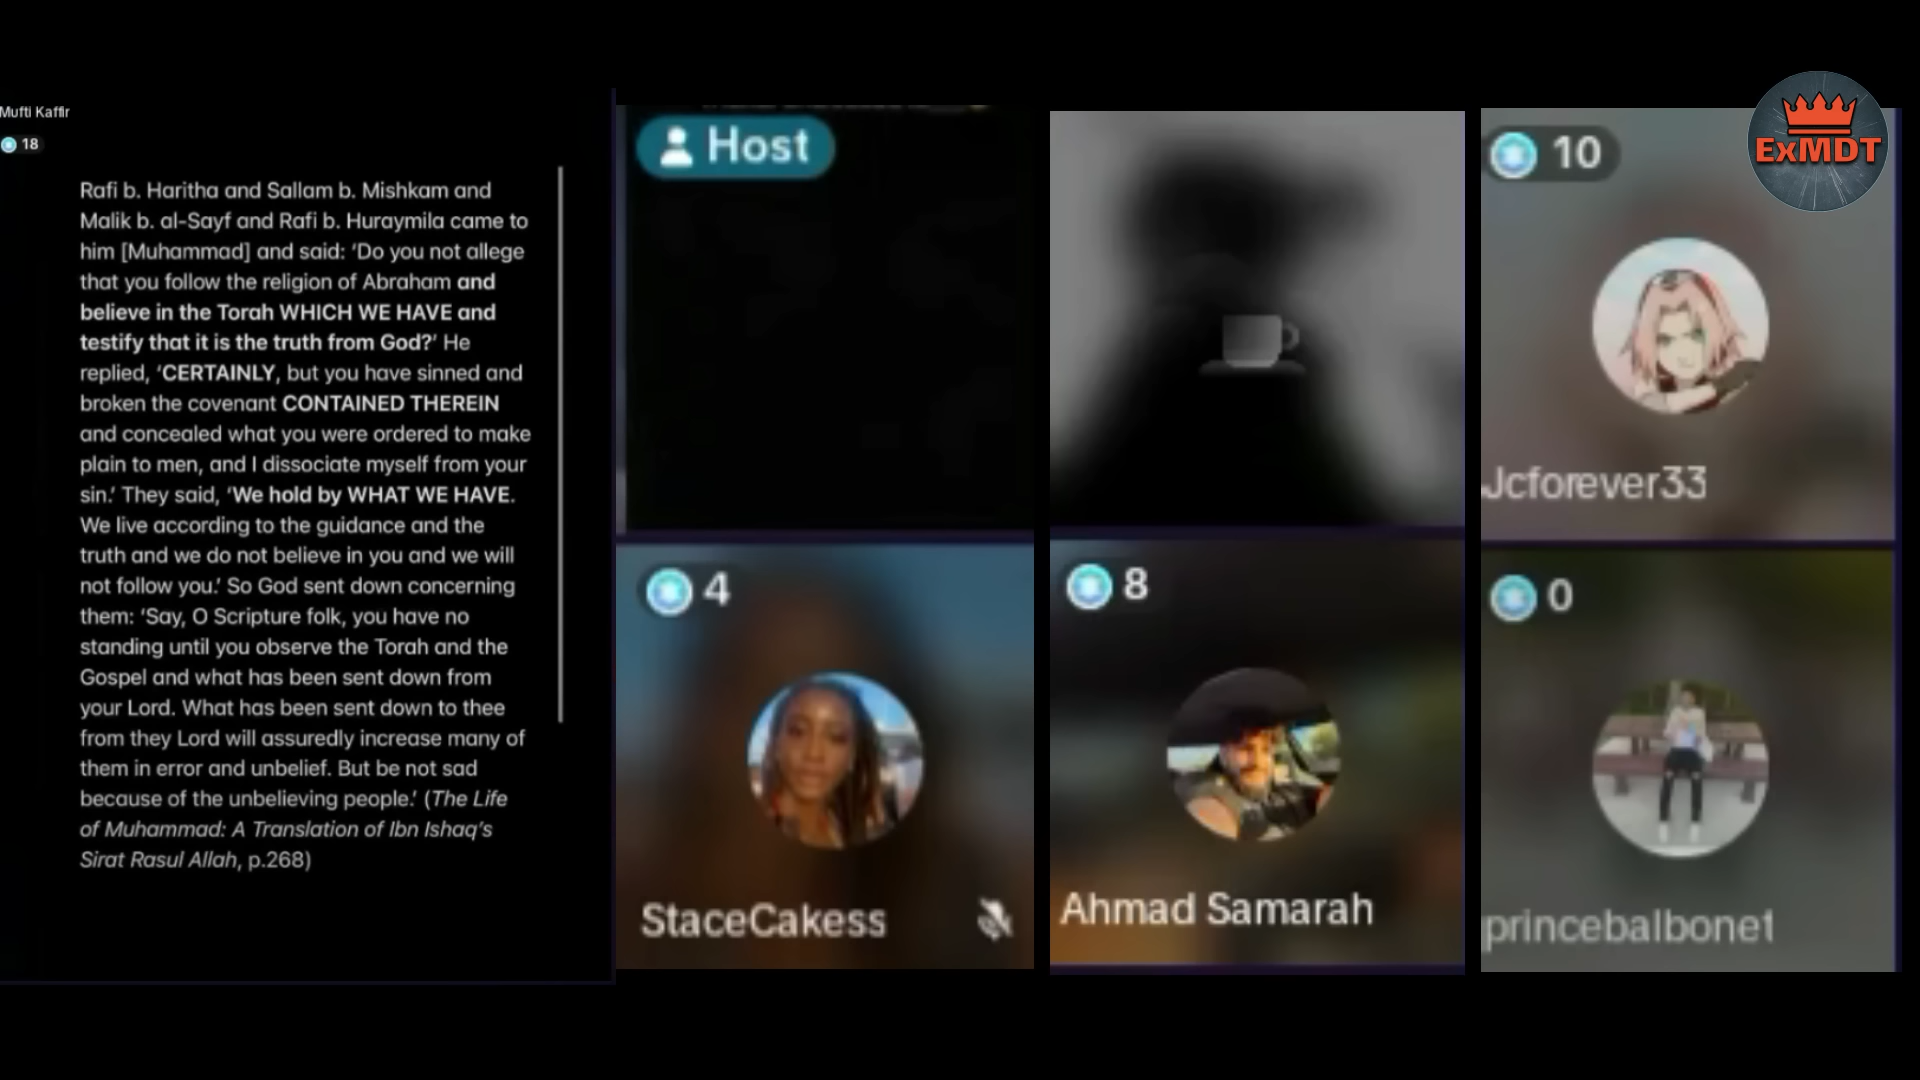 Mufti Kaffir
18
Rafi b. Haritha and Sallam b. Mishkam and
Malik b. al-Sayf and Rafi b. Huraymila came to
him [Muhammad] and said: ‘Do you not allege
that you follow the religion of Abraham and
believe in the Torah WHICH WE HAVE and
testify that it is the truth from God?’ He
replied, ‘CERTAINLY, but you have sinned and
broken the covenant CONTAINED THEREIN
and concealed what you were ordered to make
plain to men, and I dissociate myself from your
sin.’ They said, ‘We hold by WHAT WE HAVE.
We live according to the guidance and the
truth and we do not believe in you and we will
not follow you.’ So God sent down concerning
them: ‘Say, O Scripture folk, you have no
standing until you observe the Torah and the
Gospel and what has been sent down from
your Lord. What has been sent down to thee
from they Lord will assuredly increase many of
them in error and unbelief. But be not sad
because of the unbelieving people.’ (The Life
of Muhammad: A Translation of Ibn Ishaq’s
Sirat Rasul Allah, p.268)
Host
4
StaceCakess
8
Ahmad Samarah
10
Jcforever33
0
princebalbonet
ExMDT